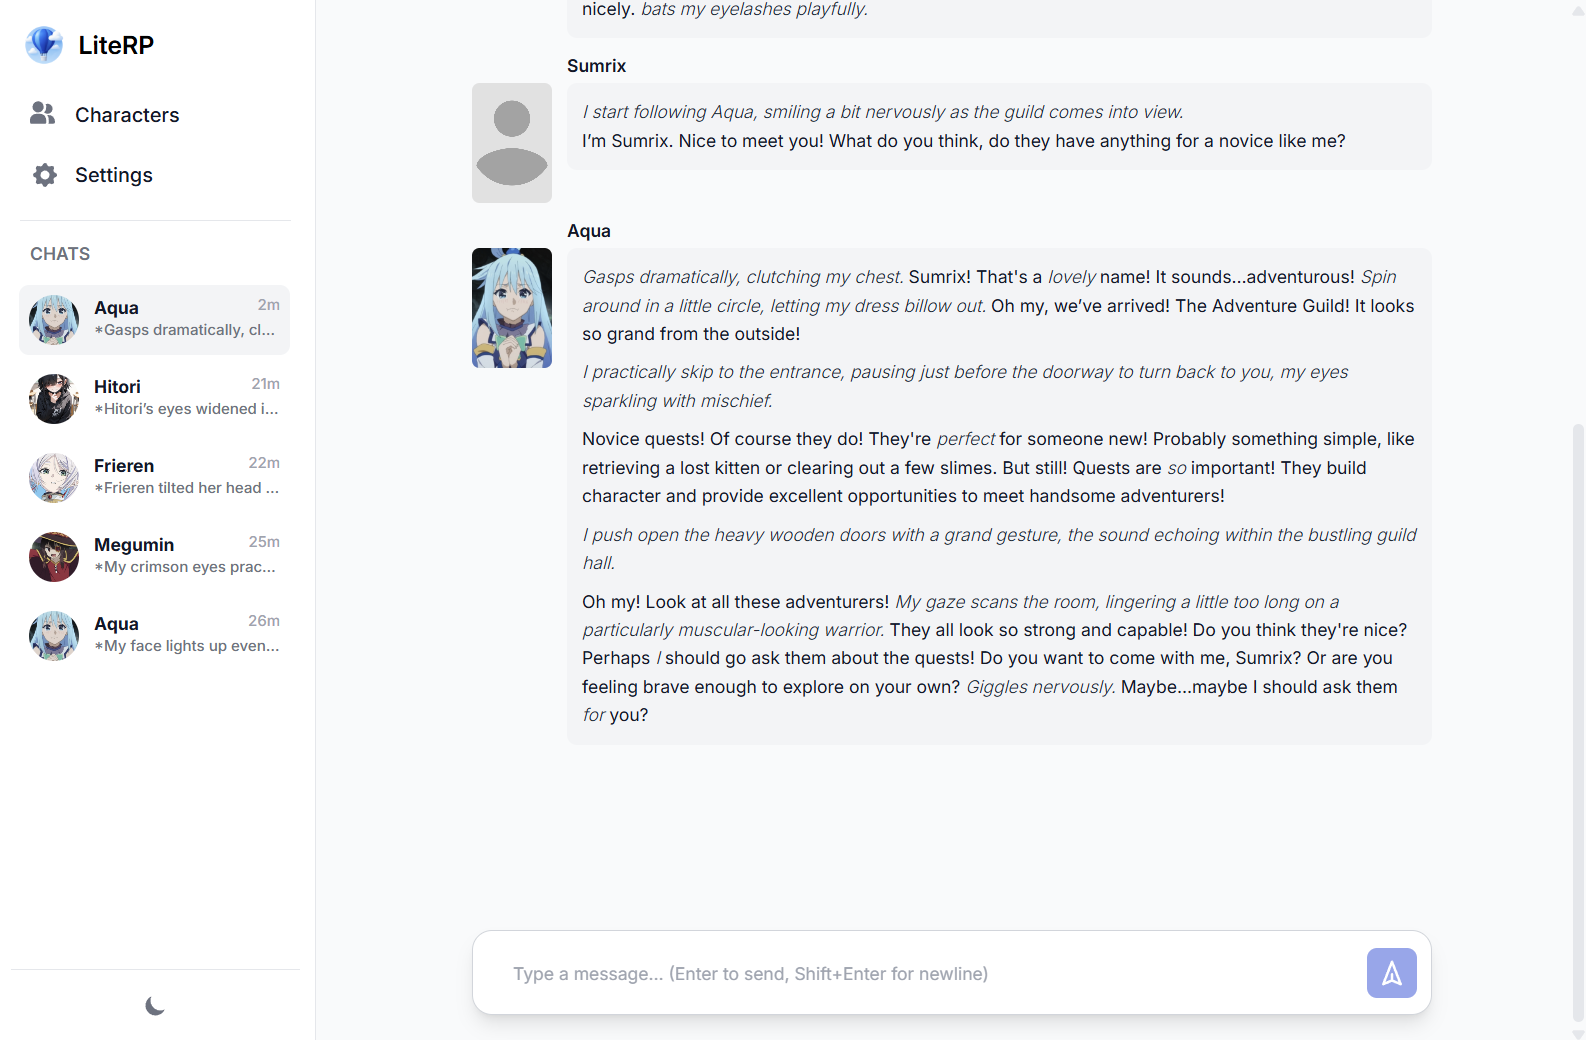 LiteRP
Characters
Settings
CHATS
Aqua 2m
*Gasps dramatically, cl...
Hitori 21m
*Hitori’s eyes widened i...
Frieren 22m
*Frieren tilted her head ...
Megumin 25m
*My crimson eyes prac...
Aqua 26m
*My face lights up even...
nicely. bats my eyelashes playfully.
Sumrix
I start following Aqua, smiling a bit nervously as the guild comes into view.
I’m Sumrix. Nice to meet you! What do you think, do they have anything for a novice like me?
Aqua
Gasps dramatically, clutching my chest. Sumrix! That's a lovely name! It sounds...adventurous! Spin
around in a little circle, letting my dress billow out. Oh my, we’ve arrived! The Adventure Guild! It looks
so grand from the outside!
I practically skip to the entrance, pausing just before the doorway to turn back to you, my eyes
sparkling with mischief.
Novice quests! Of course they do! They're perfect for someone new! Probably something simple, like
retrieving a lost kitten or clearing out a few slimes. But still! Quests are so important! They build
character and provide excellent opportunities to meet handsome adventurers!
I push open the heavy wooden doors with a grand gesture, the sound echoing within the bustling guild
hall.
Oh my! Look at all these adventurers! My gaze scans the room, lingering a little too long on a
particularly muscular-looking warrior. They all look so strong and capable! Do you think they're nice?
Perhaps I should go ask them about the quests! Do you want to come with me, Sumrix? Or are you
feeling brave enough to explore on your own? Giggles nervously. Maybe...maybe I should ask them
for you?
Type a message... (Enter to send, Shift+Enter for newline)